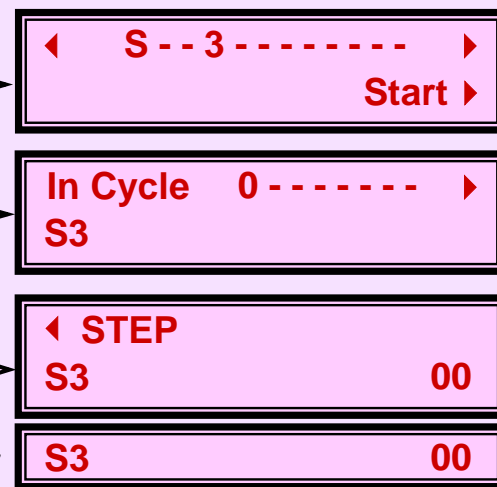 ◀ S - - 3 - - - - - - - - ▶
Start ▶
In Cycle 0 - - - - - - - ▶
S3
◀ STEP
S3 00
S3 00